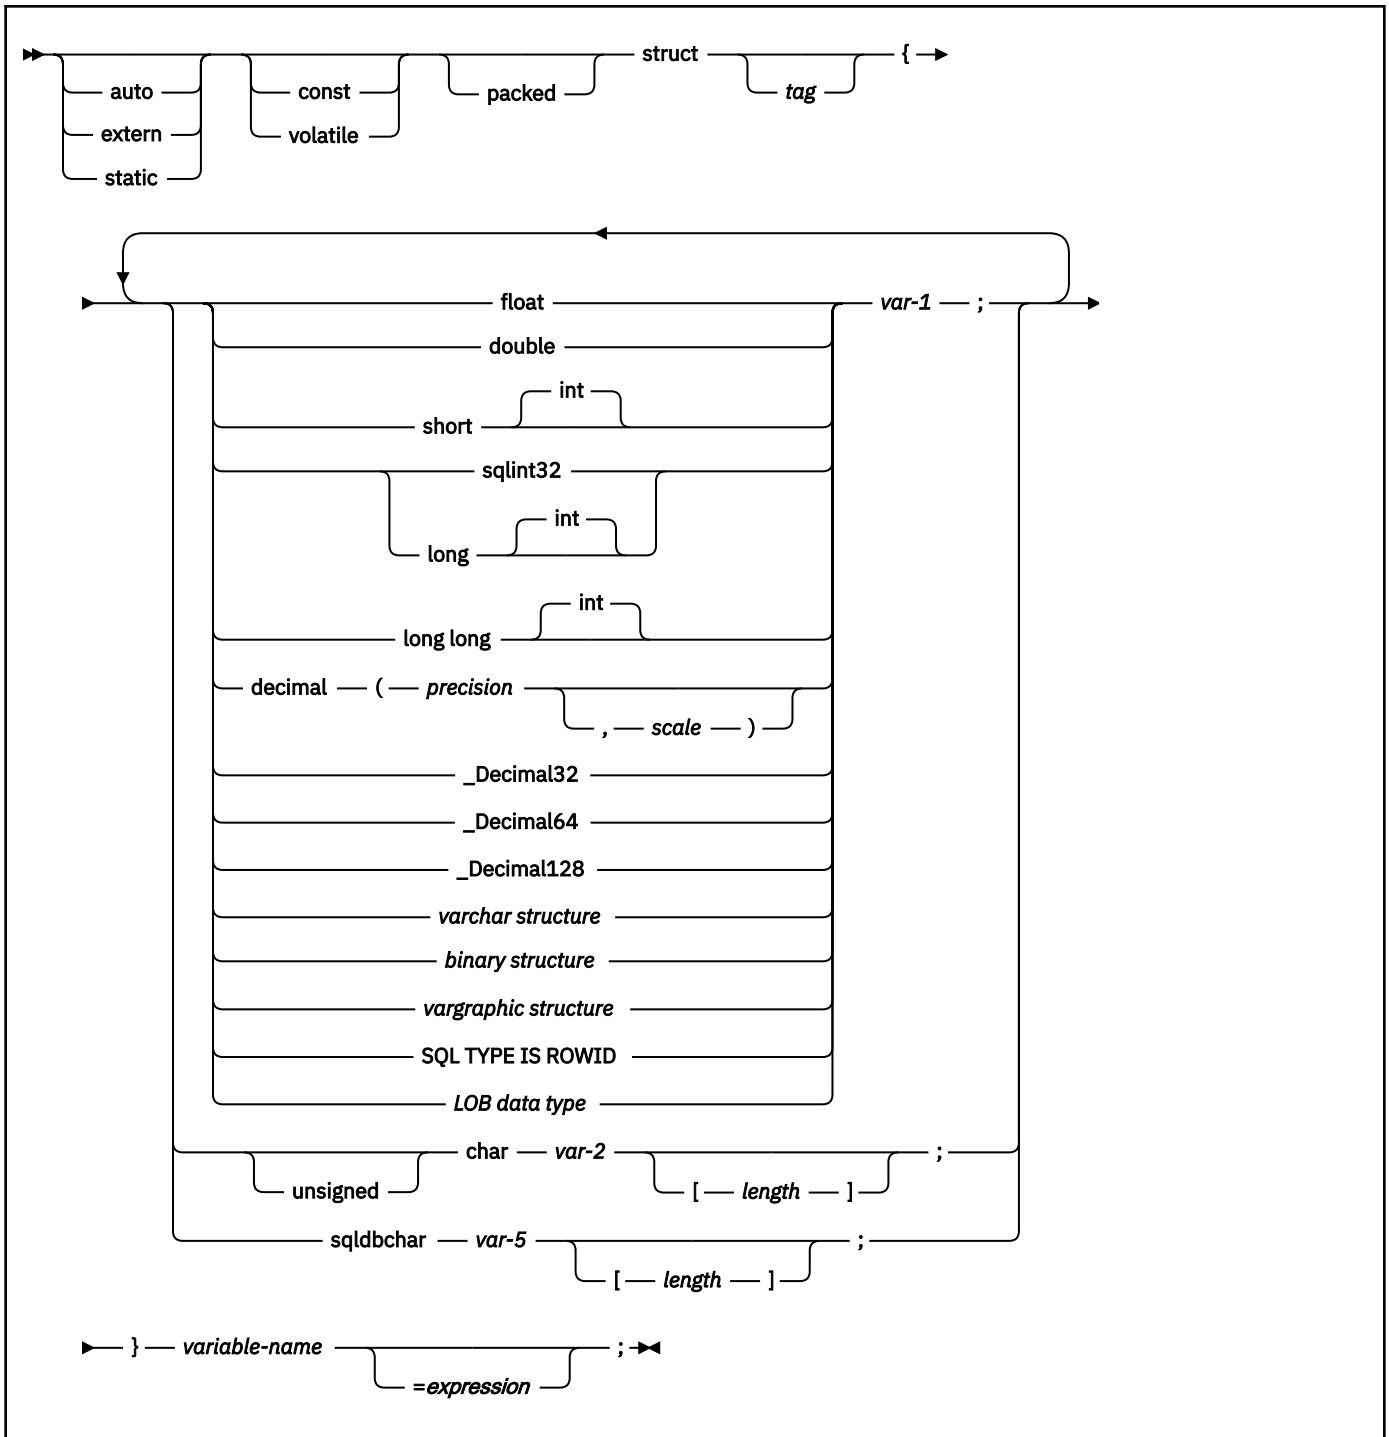 struct {
auto const packed tag
extern volatile
static
float var-1 ;
double
int
short
sqlint32
int
long
int
long long
decimal ( precision
, scale )
_Decimal32
_Decimal64
_Decimal128
varchar structure
binary structure
vargraphic structure
SQL TYPE IS ROWID
LOB data type
char var-2 ;
unsigned [ length ]
sqldbchar var-5 ;
[ length ]
} variable-name ;
=expression